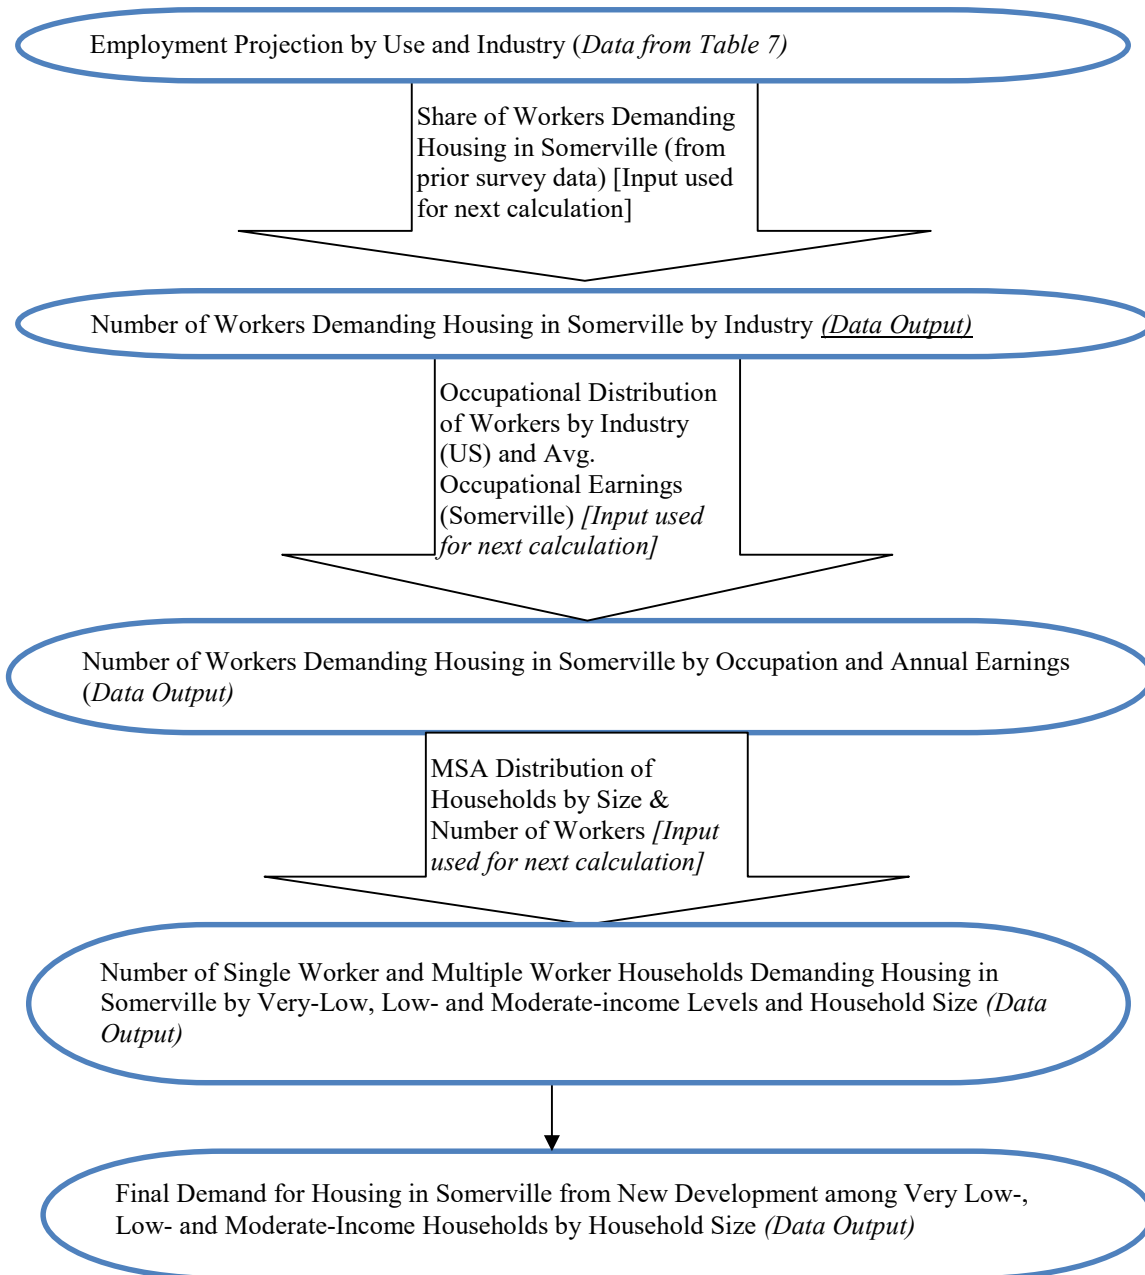 Employment Projection by Use and Industry (Data from Table 7)
Share of Workers Demanding
Housing in Somerville (from
prior survey data) [Input used
for next calculation]
Number of Workers Demanding Housing in Somerville by Industry (Data Output)
Occupational Distribution
of Workers by Industry
(US) and Avg.
Occupational Earnings
(Somerville) [Input used
for next calculation]
Number of Workers Demanding Housing in Somerville by Occupation and Annual Earnings
(Data Output)
MSA Distribution of
Households by Size &
Number of Workers [Input
used for next calculation]
Number of Single Worker and Multiple Worker Households Demanding Housing in
Somerville by Very-Low, Low- and Moderate-income Levels and Household Size (Data
Output)
Final Demand for Housing in Somerville from New Development among Very Low-,
Low- and Moderate-Income Households by Household Size (Data Output)